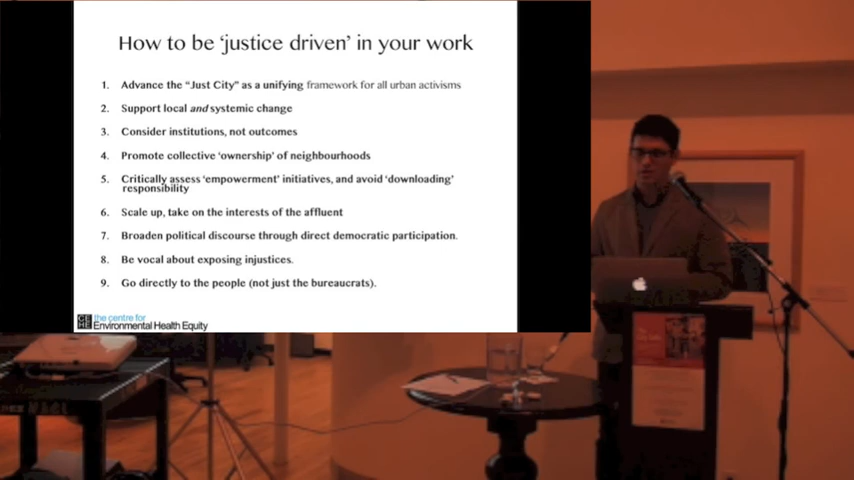 How to be 'justice driven' in your work
1. Advance the "Just City" as a unifying framework for all urban activisms
2. Support local and systemic change
3. Consider institutions, not outcomes
4. Promote collective 'ownership' of neighbourhoods
5. Critically assess 'empowerment' initiatives, and avoid 'downloading'
responsibility
6. Scale up, take on the interests of the affluent
7. Broaden political discourse through direct democratic participation.
8. Be vocal about exposing injustices.
9. Go directly to the people (not just the bureaucrats).
CE
HE
the centre for
Environmental Health Equity